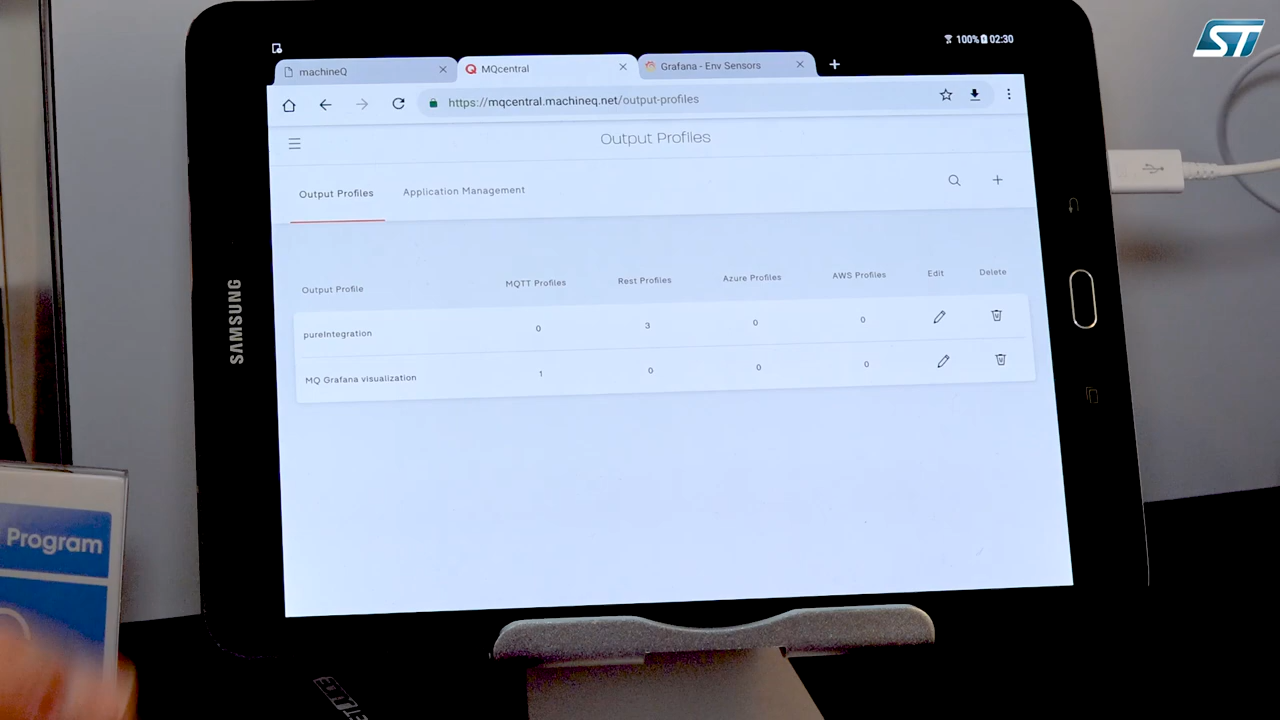 ST
100% 02:30
machineQ
MQcentral
Grafana - Env Sensors
https://mqcentral.machineq.net/output-profiles
Output Profiles
Output Profiles
Application Management
Output Profile
MQTT Profiles
Rest Profiles
Azure Profiles
AWS Profiles
Edit
Delete
pureIntegration
0
3
0
0
MQ Grafana visualization
1
0
0
0
SAMSUNG
Program